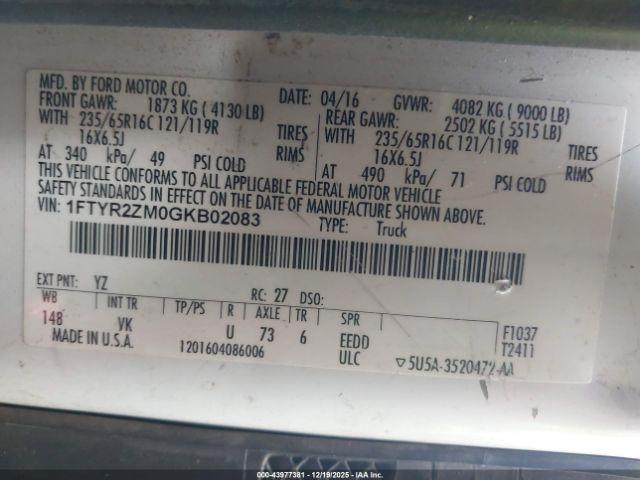 MFD. BY FORD MOTOR CO.
DATE: 04/16 GVWR: 4082 KG ( 9000 LB)
FRONT GAWR: 1873 KG ( 4130 LB)
REAR GAWR: 2502 KG ( 5515 LB)
WITH 235/65R16C 121/119R TIRES
WITH 235/65R16C 121/119R TIRES
16X6.5J RIMS
16X6.5J RIMS
AT 340 kPa/ 49 PSI COLD
AT 490 kPa/ 71 PSI COLD
THIS VEHICLE CONFORMS TO ALL APPLICABLE FEDERAL MOTOR VEHICLE
SAFETY STANDARDS IN EFFECT ON THE DATE OF MANUFACTURE SHOWN ABOVE.
VIN: 1FTYR2ZM0GKB02083
TYPE: Truck
EXT PNT: YZ RC: 27 DSO:
WB INT TR TP/PS R AXLE TR SPR
148 VK U 73 6 EEDD F1037
ULC T2411
MADE IN U.S.A. 1201604086006
▽5U5A-3520472-AA
000-43977381 - 12/19/2025 - IAAI.COM